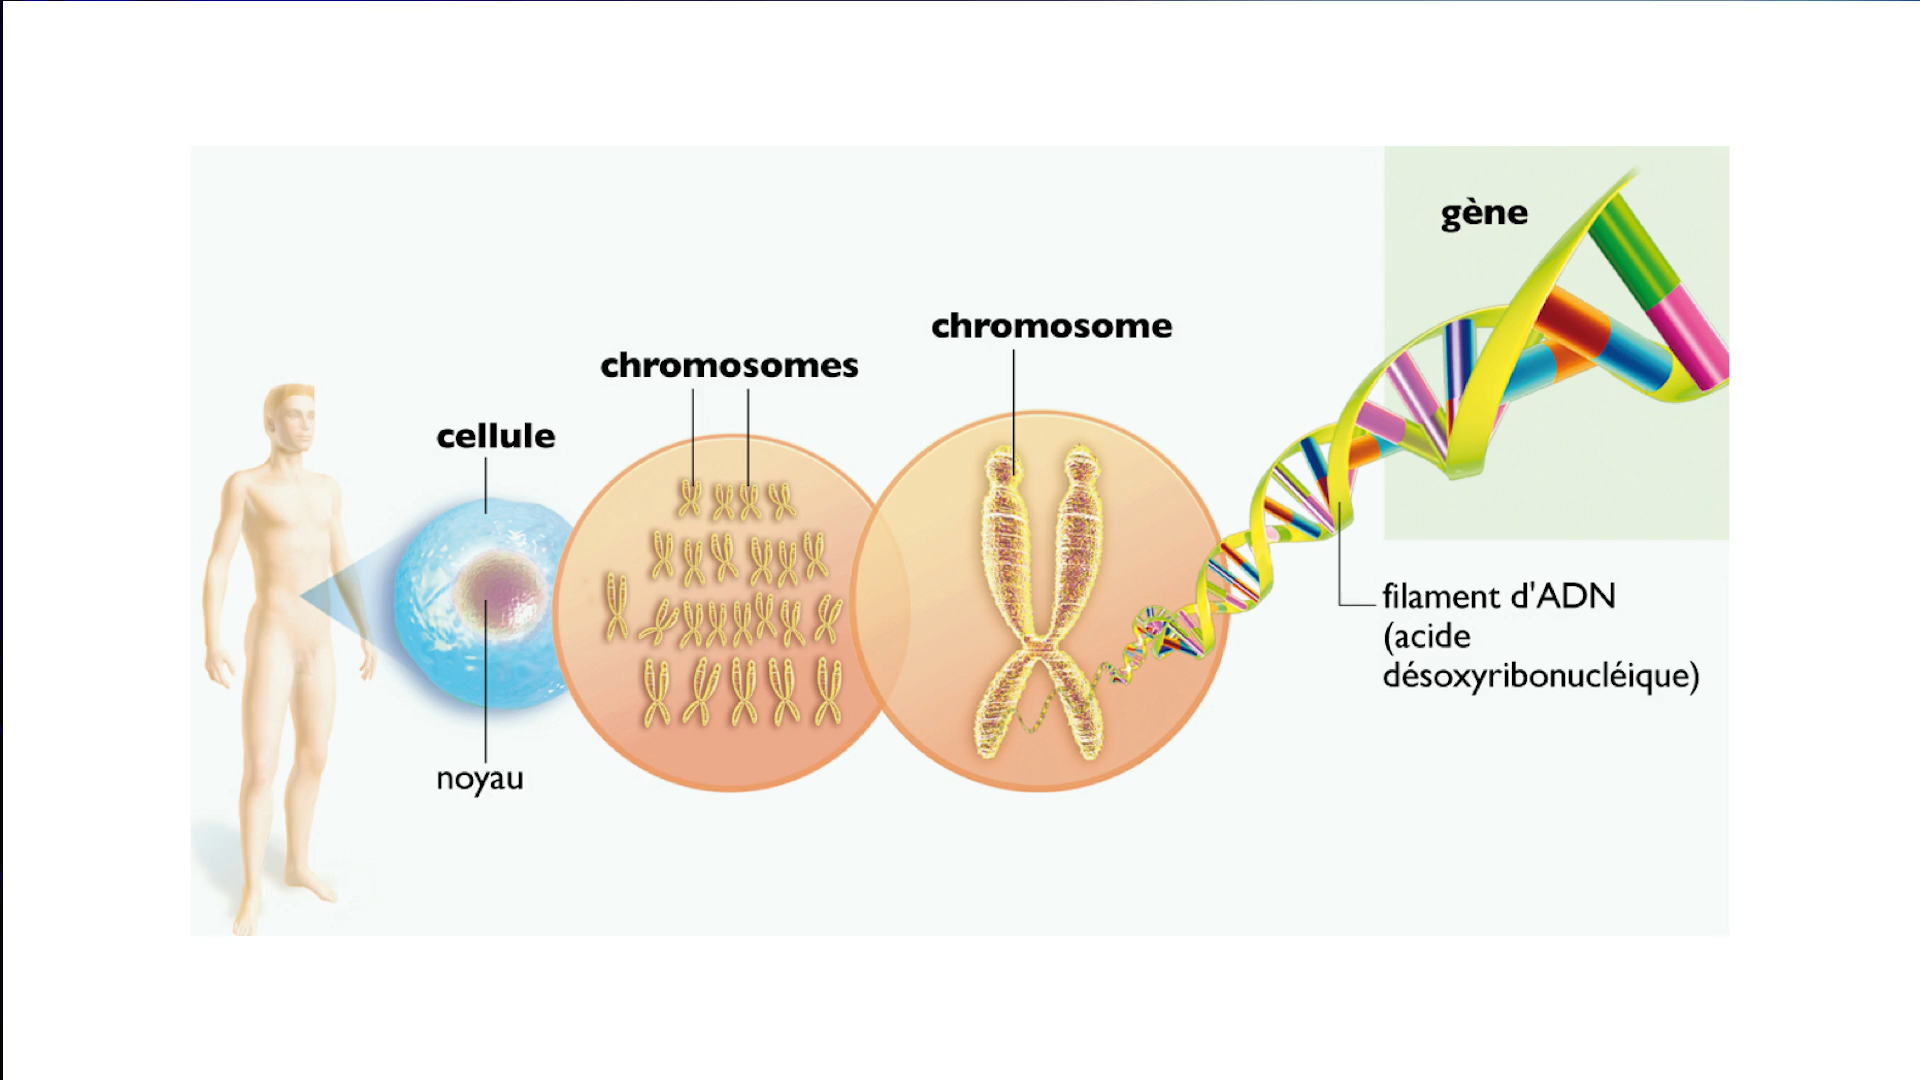 gène
chromosome
chromosomes
cellule
filament d'ADN
(acide
désoxyribonucléique)
noyau